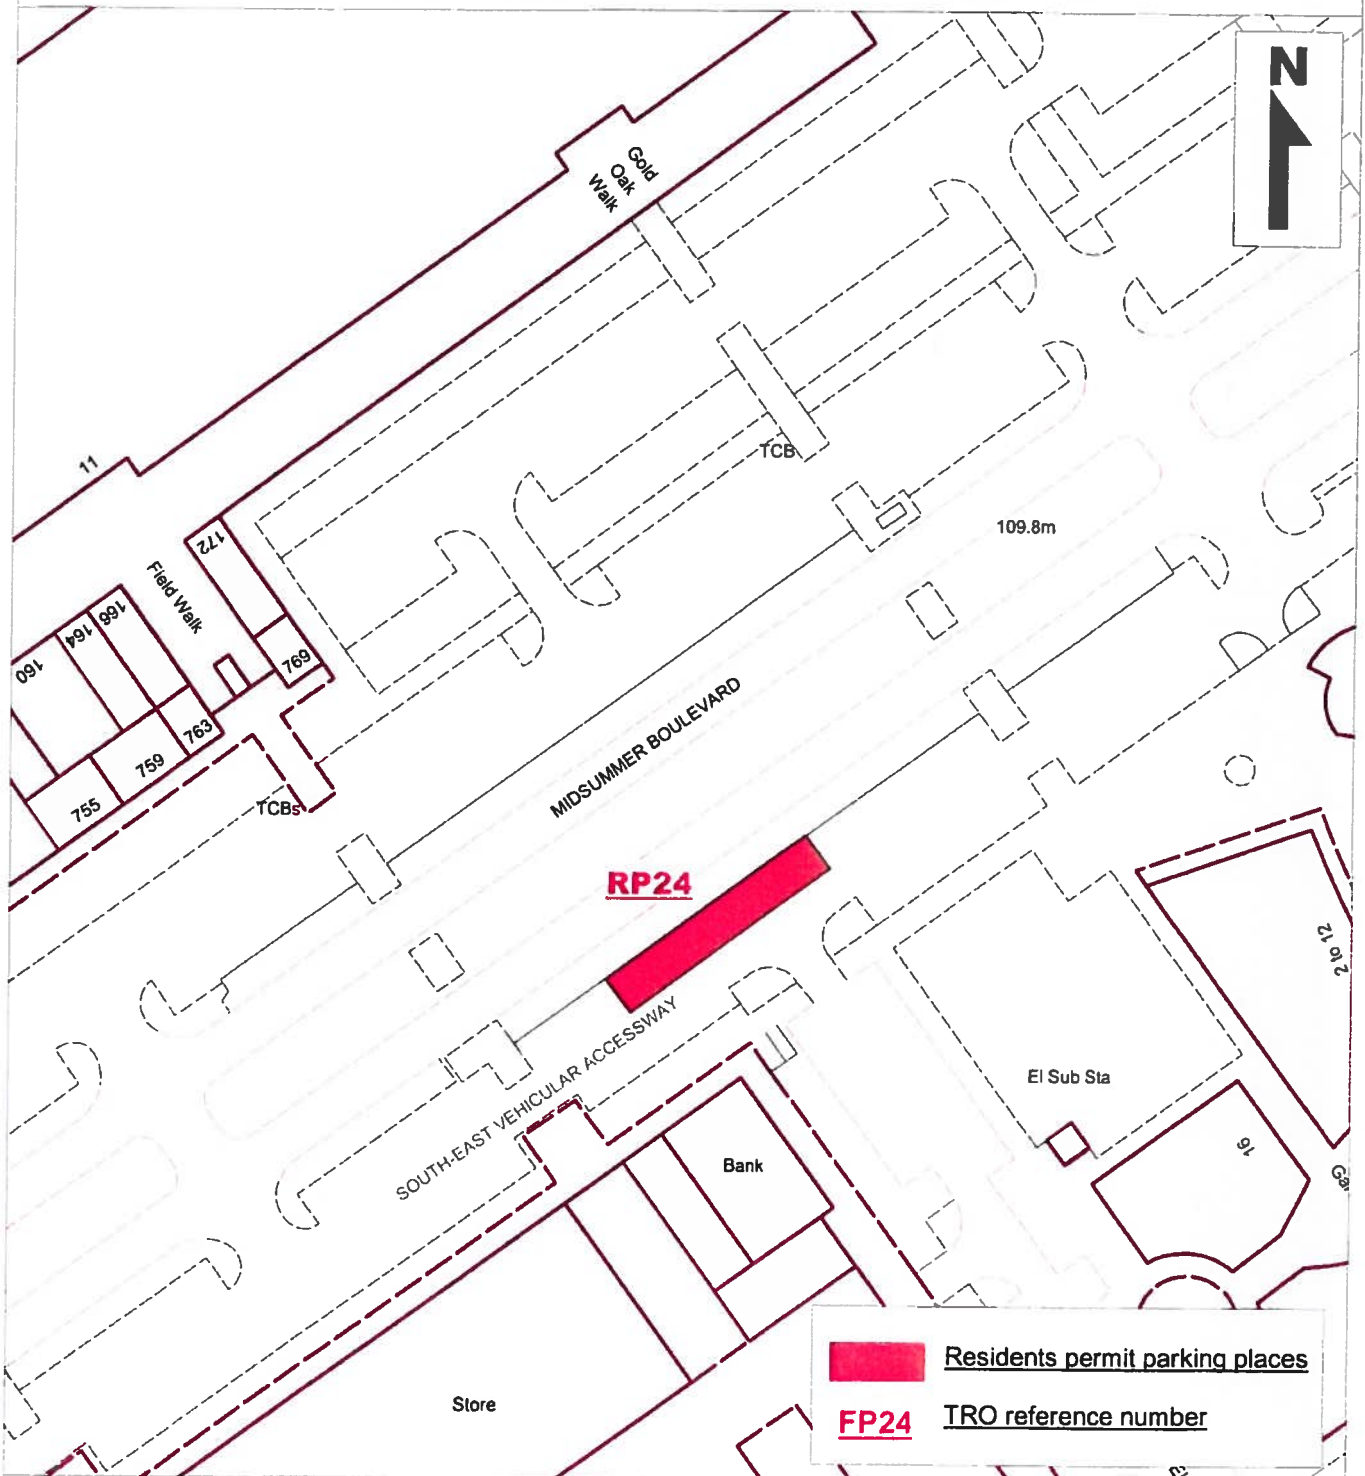 N
Gold
Oak
Walk
11
TCB
109.8m
172
Field Walk
166
164
160
769
763
759
755
TCBs
MIDSUMMER BOULEVARD
RP24
2 to 12
SOUTH-EAST VEHICULAR ACCESSWAY
El Sub Sta
Bank
16
Store
Residents permit parking places
FP24 TRO reference number